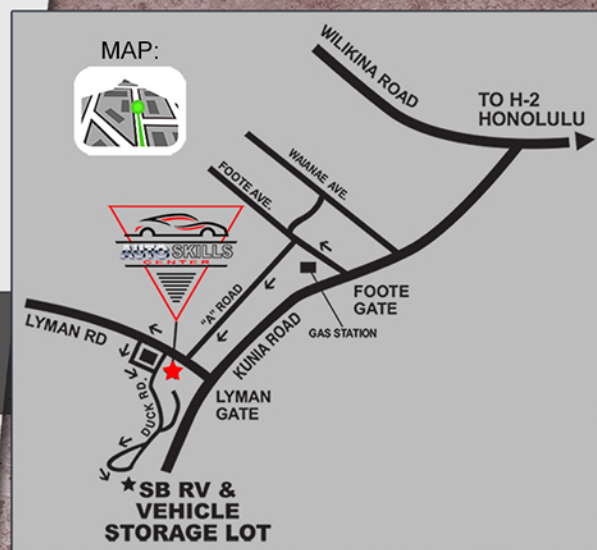 MAP:
WILIKINA ROAD
TO H-2
HONOLULU
WAIANAE AVE.
FOOTE AVE.
AUTO SKILLS
CENTER
"A" ROAD
KUNIA ROAD
FOOTE
GATE
GAS STATION
LYMAN RD
LYMAN
GATE
DUCK RD.
SB RV &
VEHICLE
STORAGE LOT